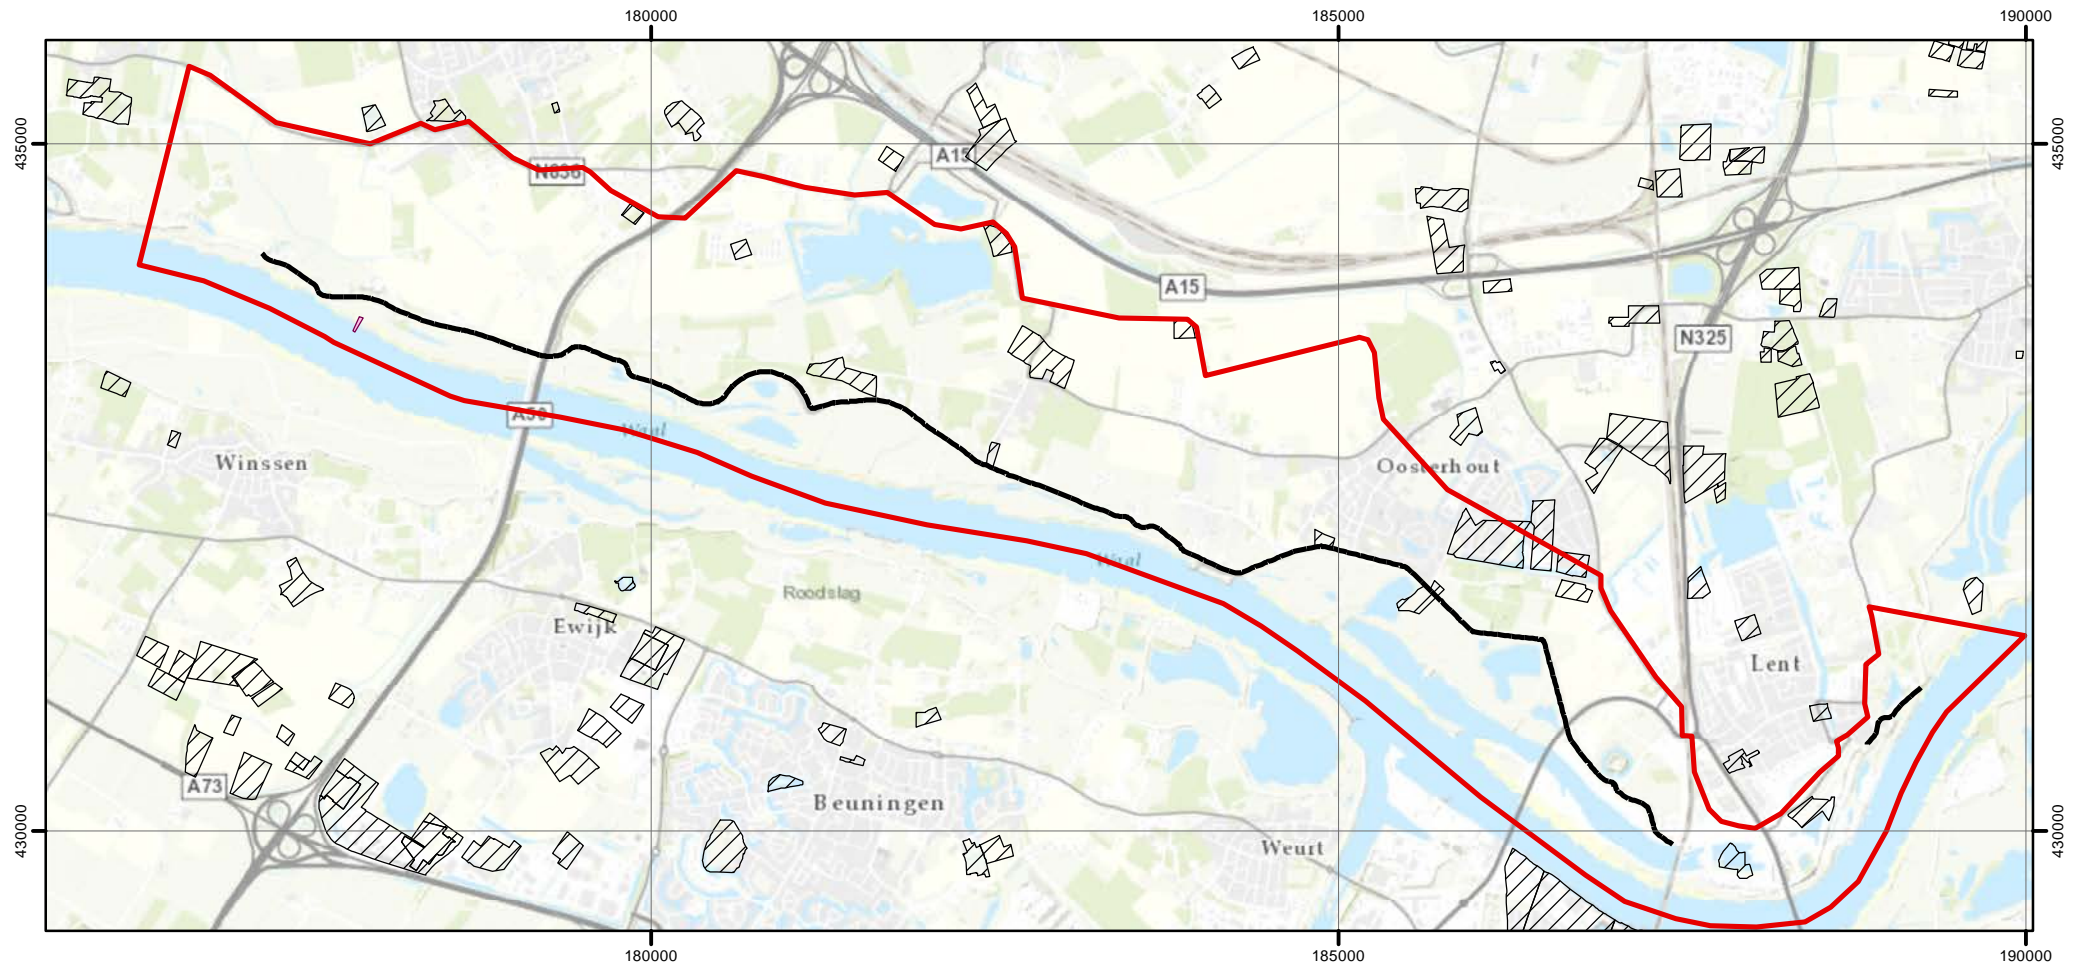 180000
185000
190000
435000
435000
A15
N836
A15
N325
A50
Waal
Winssen
Oosterhout
Waal
Roodslag
Ewijk
Lent
A73
Beuningen
430000
430000
Weurt
180000
185000
190000